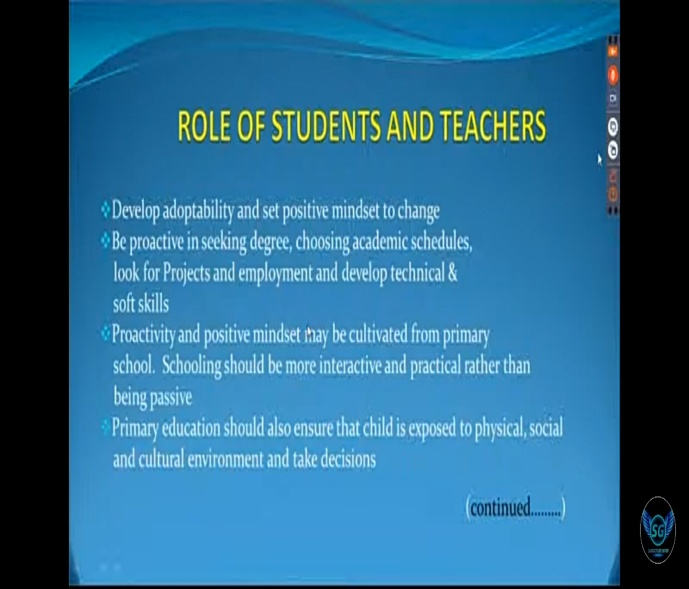 ROLE OF STUDENTS AND TEACHERS
Develop adoptability and set positive mindset to change
Be proactive in seeking degree, choosing academic schedules,
look for Projects and employment and develop technical &
soft skills
Proactivity and positive mindset may be cultivated from primary
school. Schooling should be more interactive and practical rather than
being passive
Primary education should also ensure that child is exposed to physical, social
and cultural environment and take decisions
(continued.........)
SG